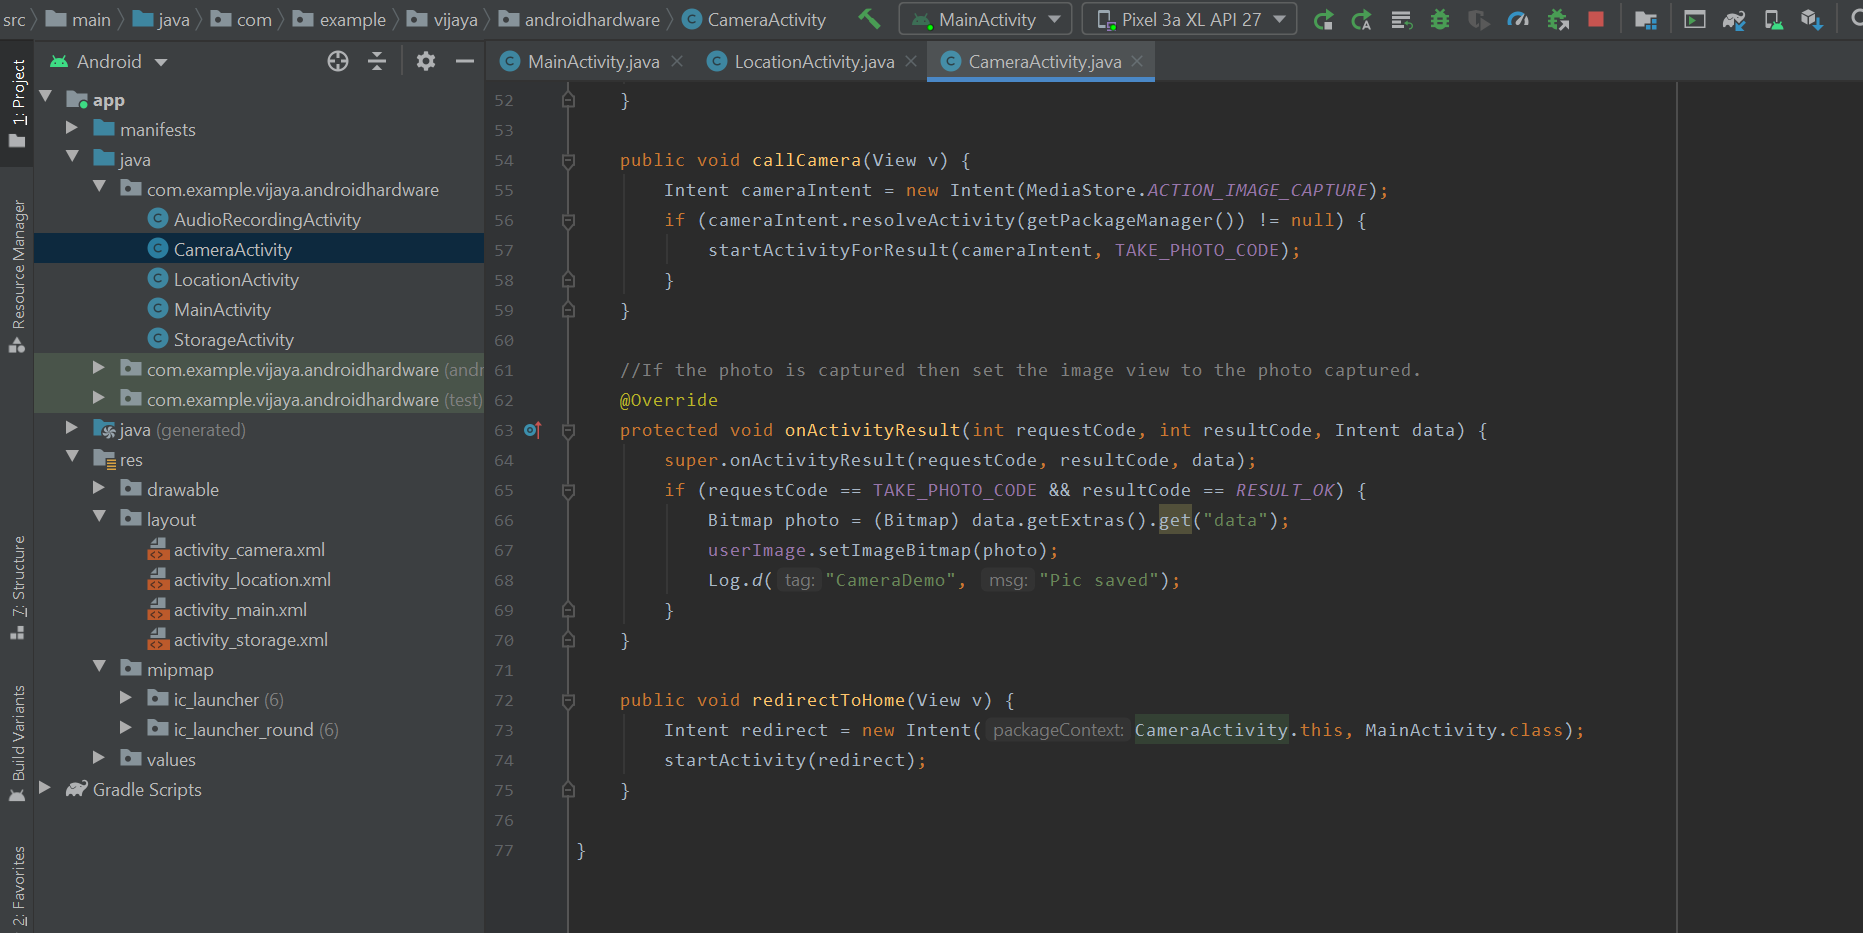 src main java com example vijaya androidhardware CameraActivity MainActivity Pixel 3a XL API 27
1: Project
Resource Manager
7: Structure
Build Variants
2: Favorites
Android
app
manifests
java
com.example.vijaya.androidhardware
AudioRecordingActivity
CameraActivity
LocationActivity
MainActivity
StorageActivity
com.example.vijaya.androidhardware (andr
com.example.vijaya.androidhardware (test)
java (generated)
res
drawable
layout
activity_camera.xml
activity_location.xml
activity_main.xml
activity_storage.xml
mipmap
ic_launcher (6)
ic_launcher_round (6)
values
Gradle Scripts
MainActivity.java LocationActivity.java CameraActivity.java
52 }
53
54 public void callCamera(View v) {
55 Intent cameraIntent = new Intent(MediaStore.ACTION_IMAGE_CAPTURE);
56 if (cameraIntent.resolveActivity(getPackageManager()) != null) {
57 startActivityForResult(cameraIntent, TAKE_PHOTO_CODE);
58 }
59 }
60
61 //If the photo is captured then set the image view to the photo captured.
62 @Override
63 protected void onActivityResult(int requestCode, int resultCode, Intent data) {
64 super.onActivityResult(requestCode, resultCode, data);
65 if (requestCode == TAKE_PHOTO_CODE && resultCode == RESULT_OK) {
66 Bitmap photo = (Bitmap) data.getExtras().get("data");
67 userImage.setImageBitmap(photo);
68 Log.d( tag: "CameraDemo", msg: "Pic saved");
69 }
70 }
71
72 public void redirectToHome(View v) {
73 Intent redirect = new Intent( packageContext: CameraActivity.this, MainActivity.class);
74 startActivity(redirect);
75 }
76
77 }